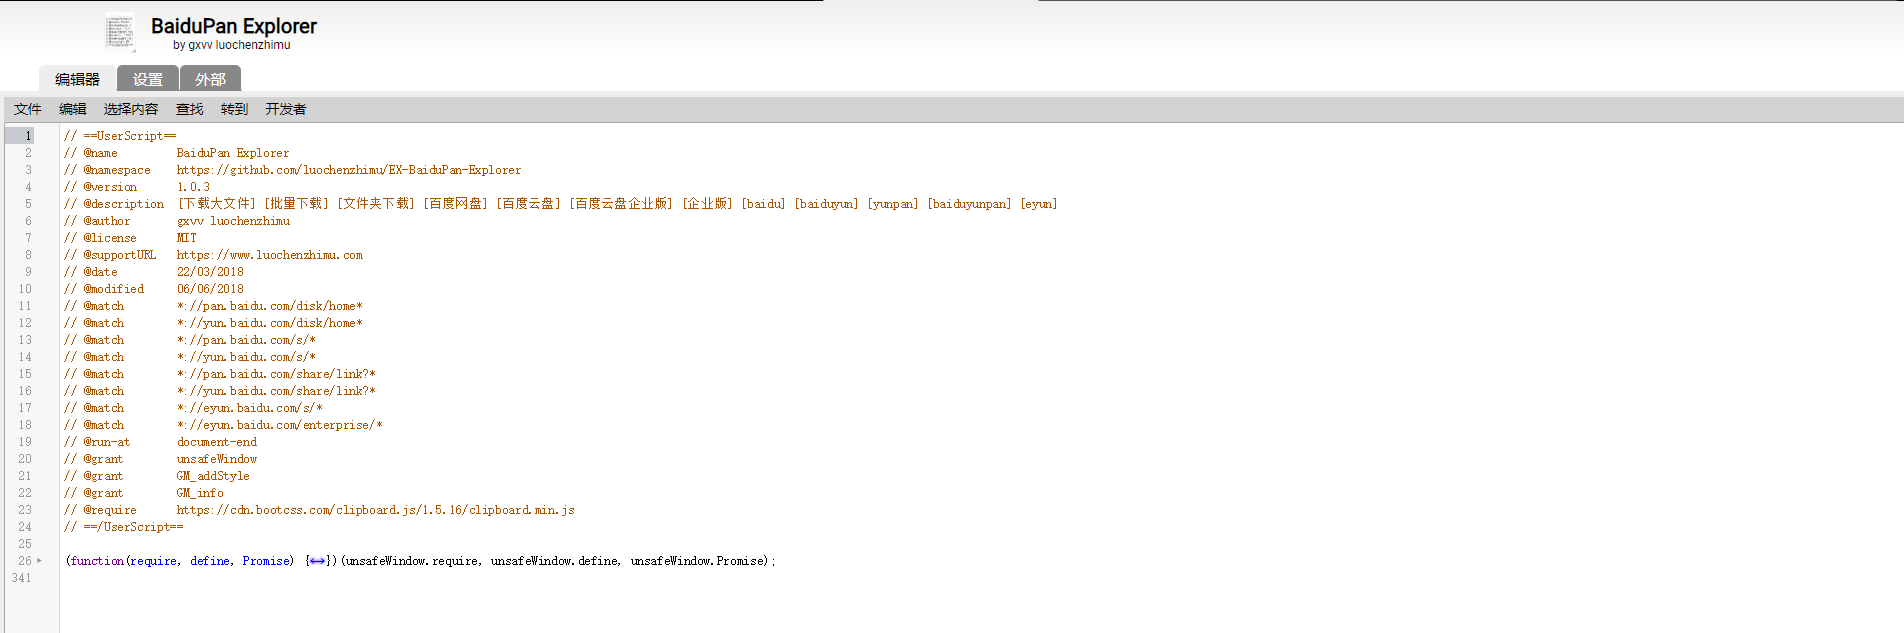 BaiduPan Explorer
by gxvv luochenzhimu
编辑器 设置 外部
文件 编辑 选择内容 查找 转到 开发者
1 // ==UserScript==
2 // @name BaiduPan Explorer
3 // @namespace https://github.com/luochenzhimu/EX-BaiduPan-Explorer
4 // @version 1.0.3
5 // @description [下载大文件] [批量下载] [文件夹下载] [百度网盘] [百度云盘] [百度云盘企业版] [企业版] [baidu] [baiduyun] [yunpan] [baiduyunpan] [eyun]
6 // @author gxvv luochenzhimu
7 // @license MIT
8 // @supportURL https://www.luochenzhimu.com
9 // @date 22/03/2018
10 // @modified 06/06/2018
11 // @match *://pan.baidu.com/disk/home*
12 // @match *://yun.baidu.com/disk/home*
13 // @match *://pan.baidu.com/s/*
14 // @match *://yun.baidu.com/s/*
15 // @match *://pan.baidu.com/share/link?*
16 // @match *://yun.baidu.com/share/link?*
17 // @match *://eyun.baidu.com/s/*
18 // @match *://eyun.baidu.com/enterprise/*
19 // @run-at document-end
20 // @grant unsafeWindow
21 // @grant GM_addStyle
22 // @grant GM_info
23 // @require https://cdn.bootcss.com/clipboard.js/1.5.16/clipboard.min.js
24 // ==/UserScript==
25
26 (function(require, define, Promise) {↔})(unsafeWindow.require, unsafeWindow.define, unsafeWindow.Promise);
341